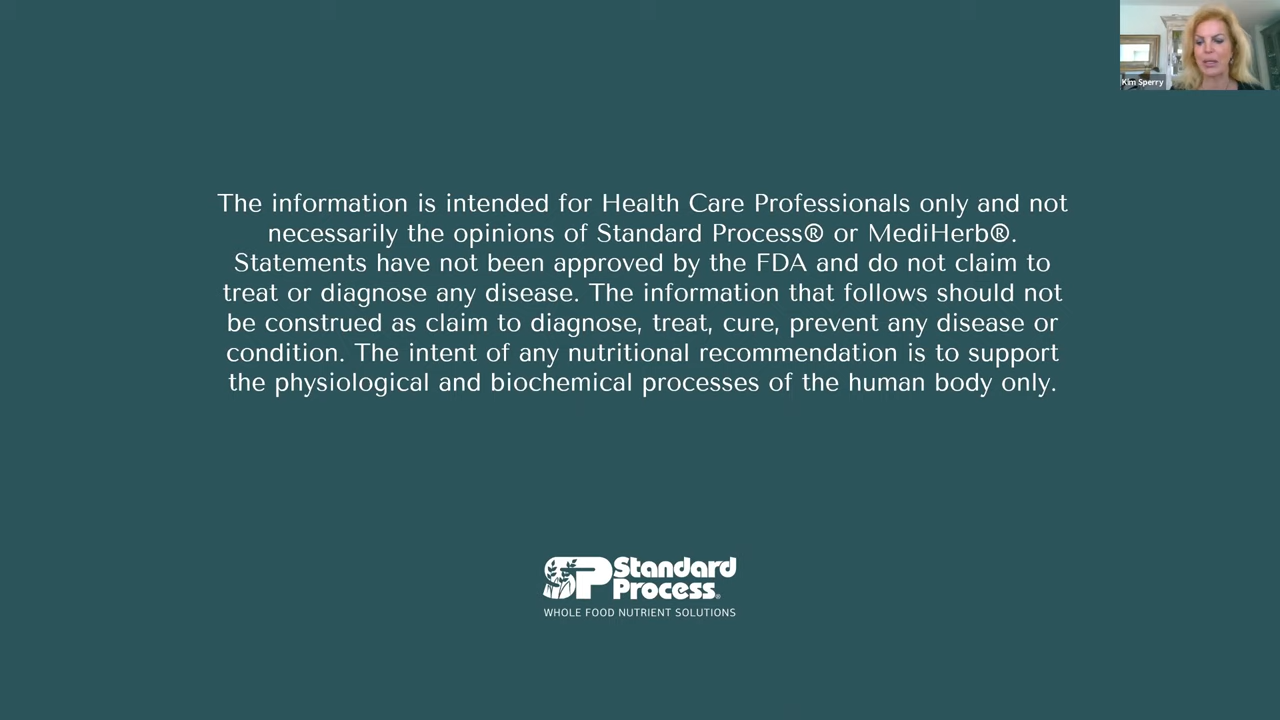 Kim Sperry
The information is intended for Health Care Professionals only and not
necessarily the opinions of Standard Process® or MediHerb®.
Statements have not been approved by the FDA and do not claim to
treat or diagnose any disease. The information that follows should not
be construed as claim to diagnose, treat, cure, prevent any disease or
condition. The intent of any nutritional recommendation is to support
the physiological and biochemical processes of the human body only.
SP Standard
Process®
WHOLE FOOD NUTRIENT SOLUTIONS